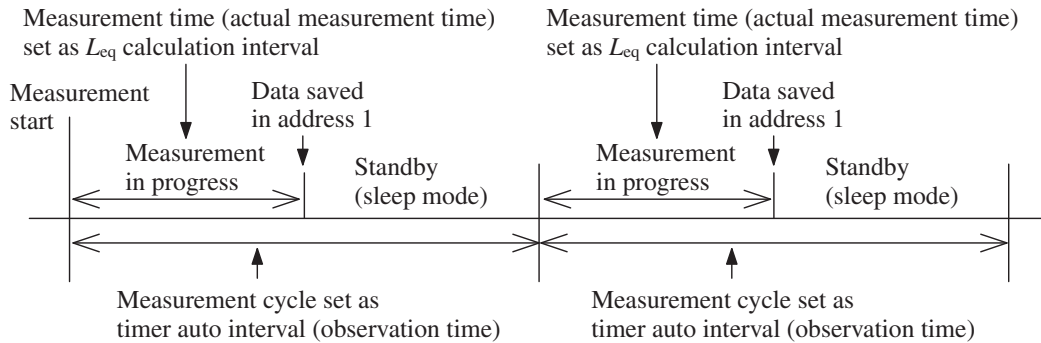 Measurement time (actual measurement time)
set as Leq calculation interval
Measurement time (actual measurement time)
set as Leq calculation interval
Measurement
start
Data saved
in address 1
Data saved
in address 1
Measurement
in progress
Standby
(sleep mode)
Measurement
in progress
Standby
(sleep mode)
Measurement cycle set as
timer auto interval (observation time)
Measurement cycle set as
timer auto interval (observation time)